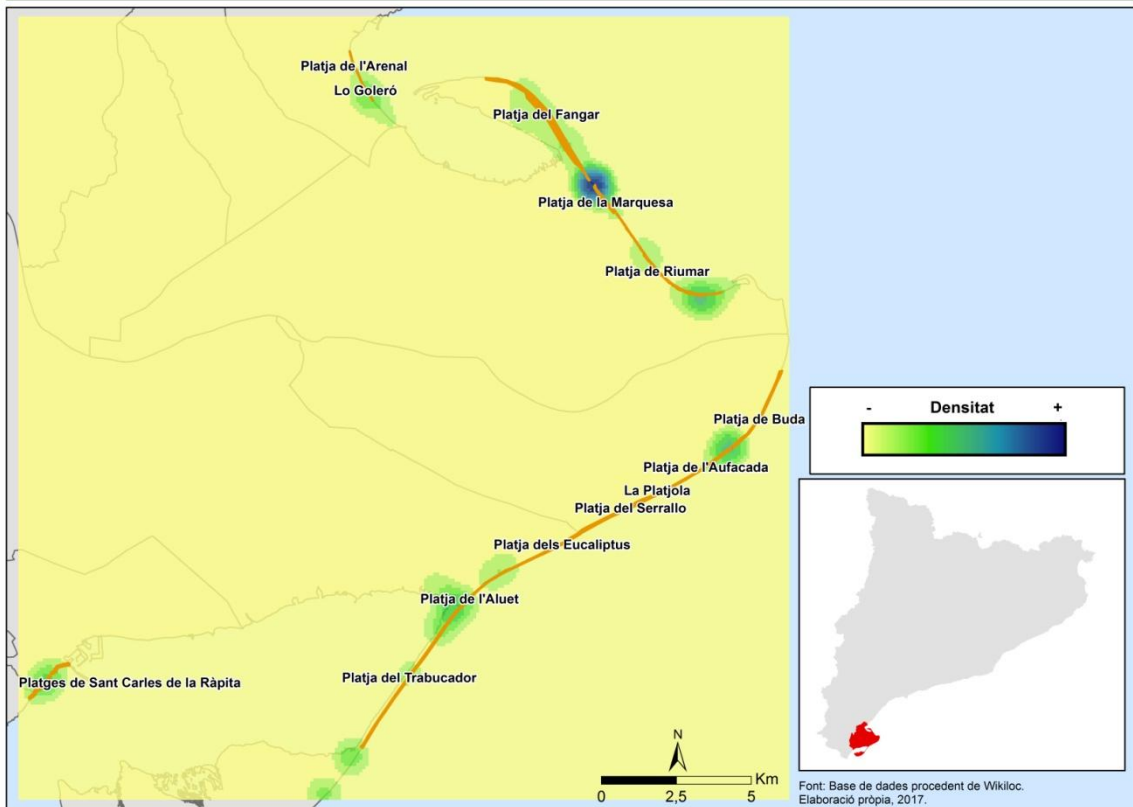 Platja de l'Arenal
Lo Goleró
Platja del Fangar
Platja de la Marquesa
Platja de Riumar
Platja de Buda
Platja de l'Aufacada
La Platjola
Platja del Serrallo
Platja dels Eucaliptus
Platja de l'Aluet
Platja del Trabucador
Platges de Sant Carles de la Ràpita
- Densitat +
N
Km
0 2,5 5
Font: Base de dades procedent de Wikiloc.
Elaboració pròpia, 2017.